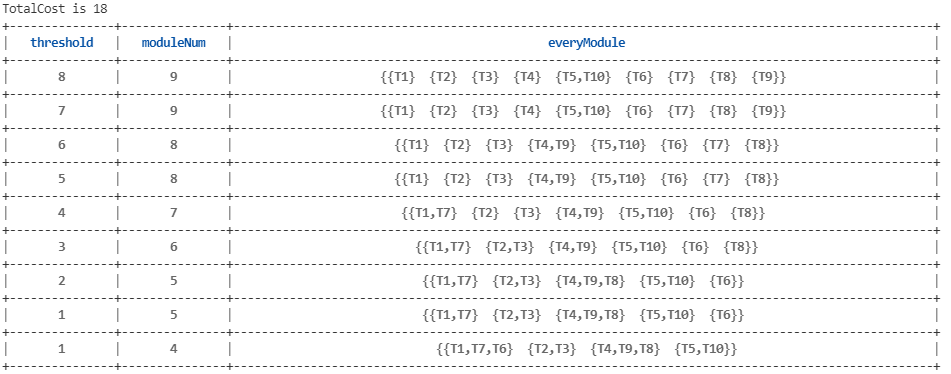 TotalCost is 18
threshold moduleNum everyModule
8 9 {{T1} {T2} {T3} {T4} {T5,T10} {T6} {T7} {T8} {T9}}
7 9 {{T1} {T2} {T3} {T4} {T5,T10} {T6} {T7} {T8} {T9}}
6 8 {{T1} {T2} {T3} {T4,T9} {T5,T10} {T6} {T7} {T8}}
5 8 {{T1} {T2} {T3} {T4,T9} {T5,T10} {T6} {T7} {T8}}
4 7 {{T1,T7} {T2} {T3} {T4,T9} {T5,T10} {T6} {T8}}
3 6 {{T1,T7} {T2,T3} {T4,T9} {T5,T10} {T6} {T8}}
2 5 {{T1,T7} {T2,T3} {T4,T9,T8} {T5,T10} {T6}}
1 5 {{T1,T7} {T2,T3} {T4,T9,T8} {T5,T10} {T6}}
1 4 {{T1,T7,T6} {T2,T3} {T4,T9,T8} {T5,T10}}